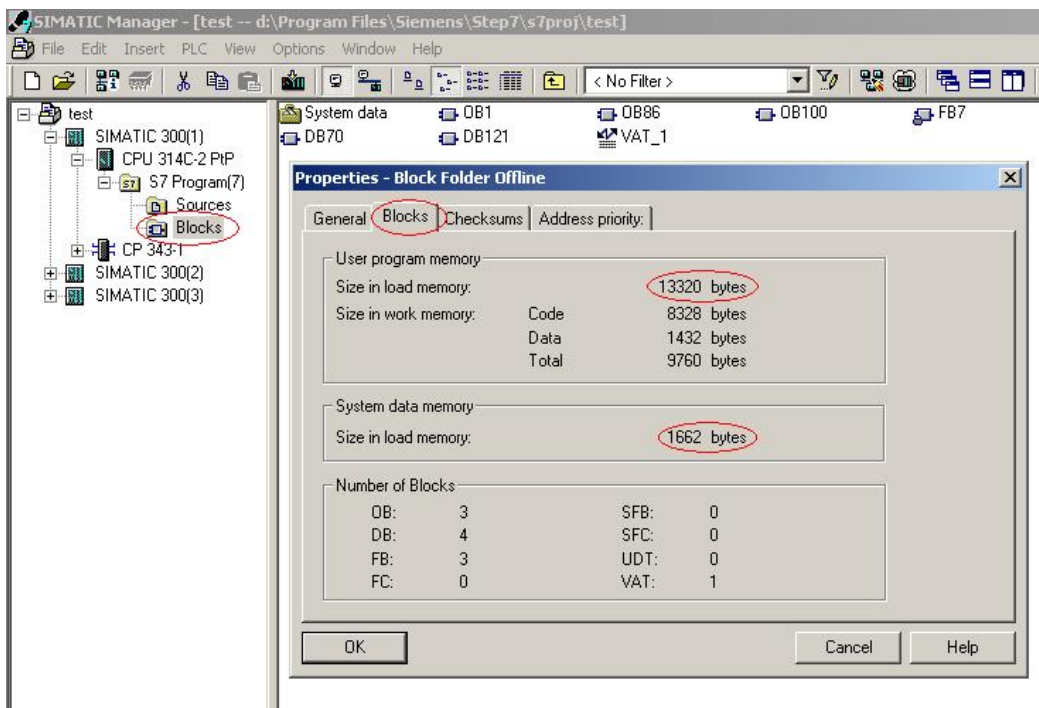 SIMATIC Manager - [test -- d:\Program Files\Siemens\Step7\s7proj\test]
File Edit Insert PLC View Options Window Help
< No Filter >
test
SIMATIC 300(1)
CPU 314C-2 PtP
S7 Program(7)
Sources
Blocks
CP 343-1
SIMATIC 300(2)
SIMATIC 300(3)
System data OB1 OB86 OB100 FB7
DB70 DB121 VAT_1
Properties - Block Folder Offline
General Blocks Checksums Address priority:
User program memory
Size in load memory: 13320 bytes
Size in work memory: Code 8328 bytes
Data 1432 bytes
Total 9760 bytes
System data memory
Size in load memory: 1662 bytes
Number of Blocks
OB: 3 SFB: 0
DB: 4 SFC: 0
FB: 3 UDT: 0
FC: 0 VAT: 1
OK Cancel Help